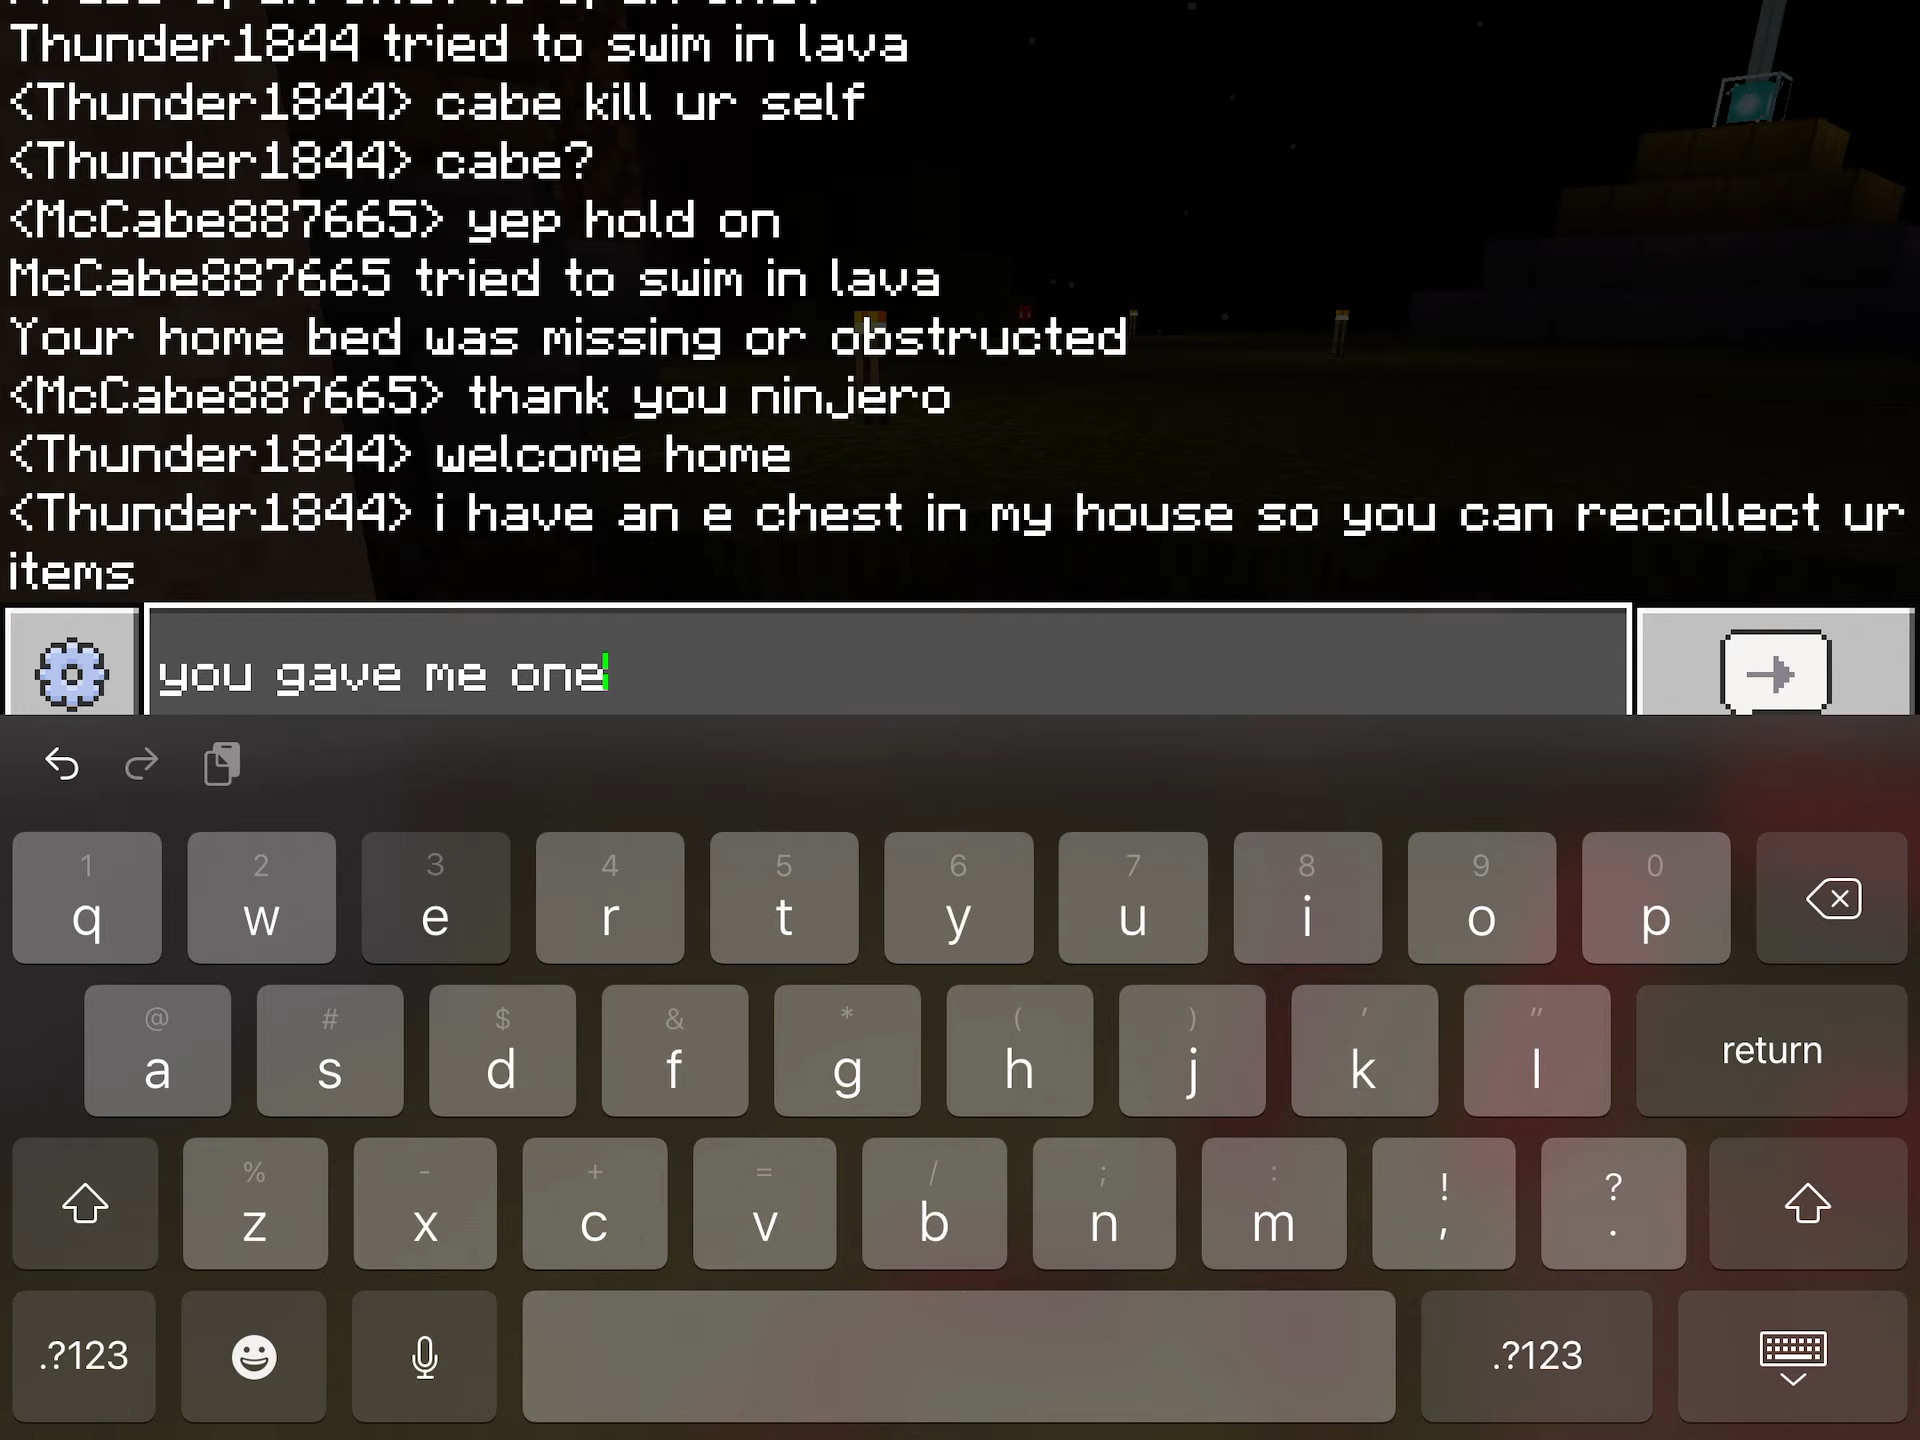 Thunder1844 tried to swim in lava
<Thunder1844> cabe kill ur self
<Thunder1844> cabe?
<McCabe887665> yep hold on
McCabe887665 tried to swim in lava
Your home bed was missing or obstructed
<McCabe887665> thank you ninjero
<Thunder1844> welcome home
<Thunder1844> i have an e chest in my house so you can recollect ur
items
you gave me one
1 2 3 4 5 6 7 8 9 0
q w e r t y u i o p
@ # $ & * ( ) ' "
a s d f g h j k l return
% - + = / ; : ! ?
z x c v b n m , .
.?123 .?123